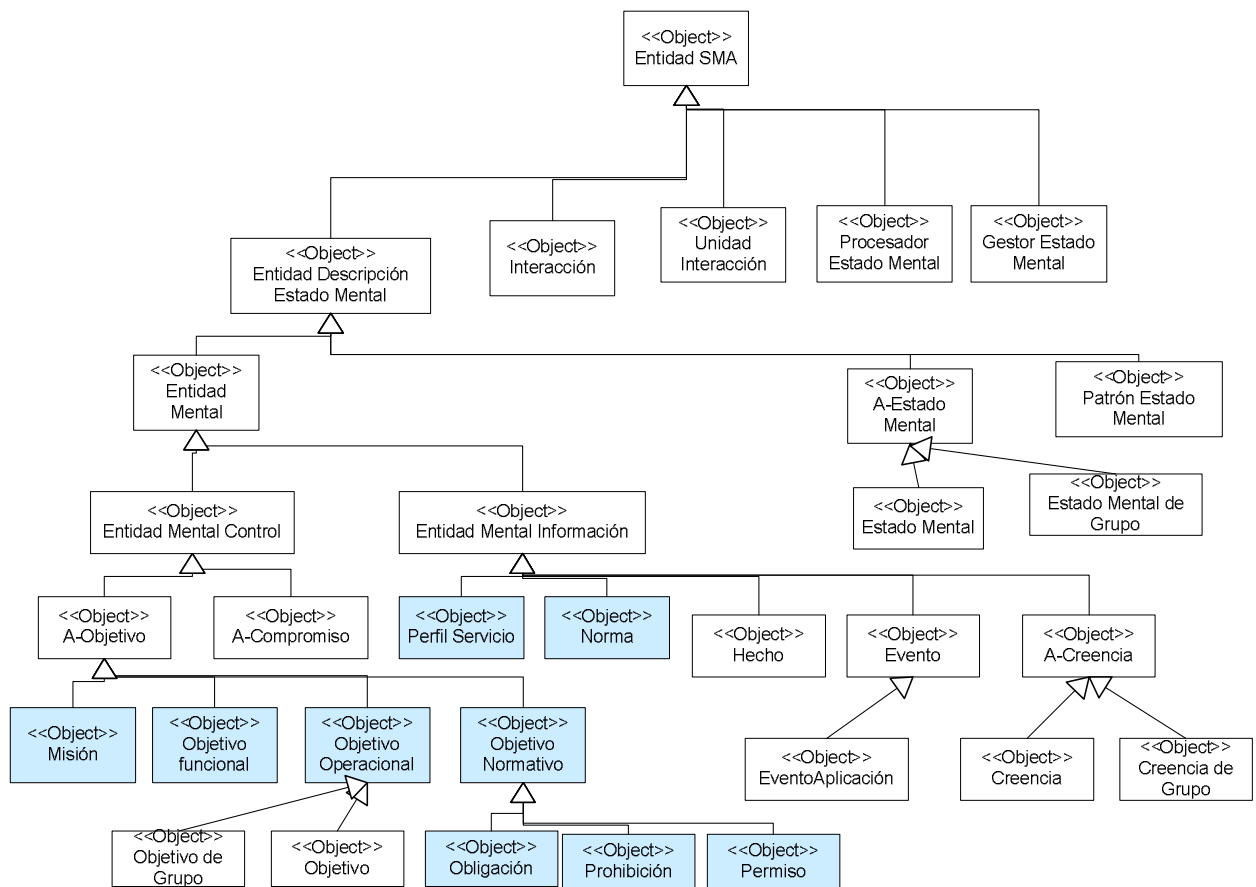 <<Object>>
Entidad SMA
<<Object>>
Entidad Descripción
Estado Mental
<<Object>>
Interacción
<<Object>>
Unidad
Interacción
<<Object>>
Procesador
Estado Mental
<<Object>>
Gestor Estado
Mental
<<Object>>
Entidad
Mental
<<Object>>
A-Estado
Mental
<<Object>>
Patrón Estado
Mental
<<Object>>
Entidad Mental Control
<<Object>>
Entidad Mental Información
<<Object>>
Estado Mental
<<Object>>
Estado Mental de
Grupo
<<Object>>
A-Objetivo
<<Object>>
A-Compromiso
<<Object>>
Perfil Servicio
<<Object>>
Norma
<<Object>>
Hecho
<<Object>>
Evento
<<Object>>
A-Creencia
<<Object>>
Misión
<<Object>>
Objetivo
funcional
<<Object>>
Objetivo
Operacional
<<Object>>
Objetivo
Normativo
<<Object>>
EventoAplicación
<<Object>>
Creencia
<<Object>>
Creencia de
Grupo
<<Object>>
Objetivo de
Grupo
<<Object>>
Objetivo
<<Object>>
Obligación
<<Object>>
Prohibición
<<Object>>
Permiso